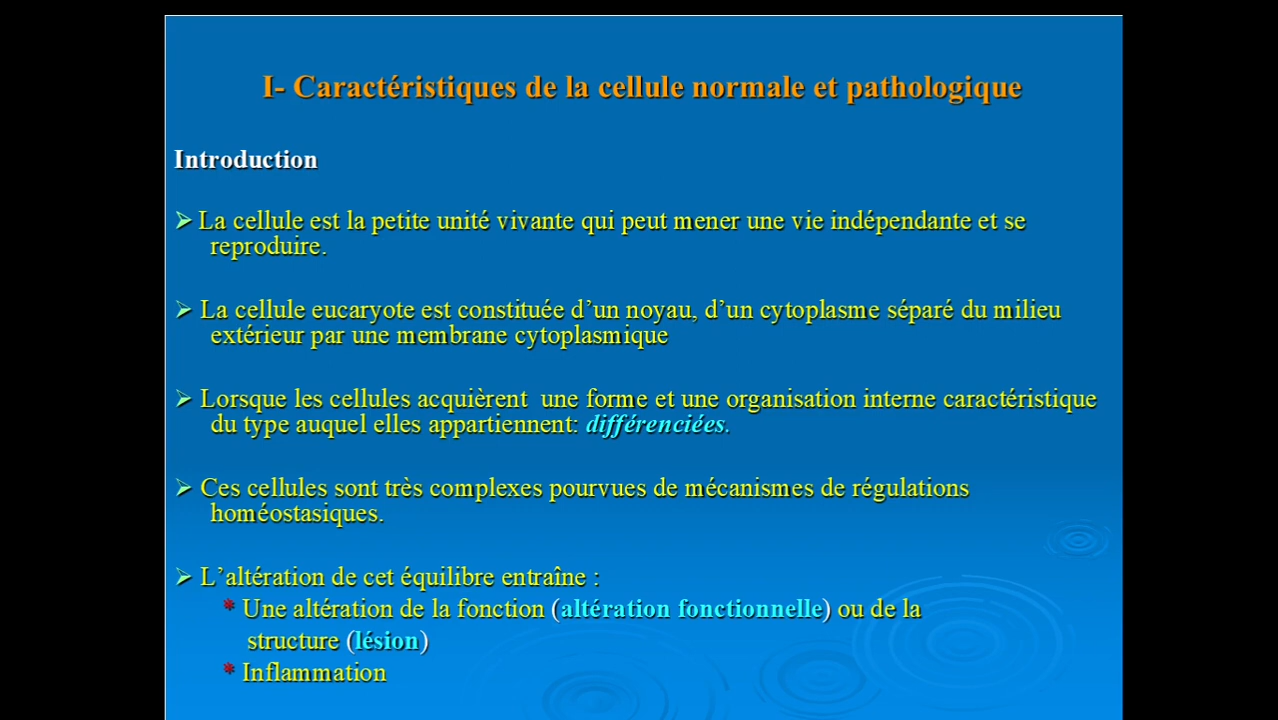 I- Caractéristiques de la cellule normale et pathologique
Introduction
➢ La cellule est la petite unité vivante qui peut mener une vie indépendante et se
reproduire.
➢ La cellule eucaryote est constituée d’un noyau, d’un cytoplasme séparé du milieu
extérieur par une membrane cytoplasmique
➢ Lorsque les cellules acquièrent  une forme et une organisation interne caractéristique
du type auquel elles appartiennent: différenciées.
➢ Ces cellules sont très complexes pourvues de mécanismes de régulations
homéostasiques.
➢ L’altération de cet équilibre entraîne :
* Une altération de la fonction (altération fonctionnelle) ou de la
structure (lésion)
* Inflammation